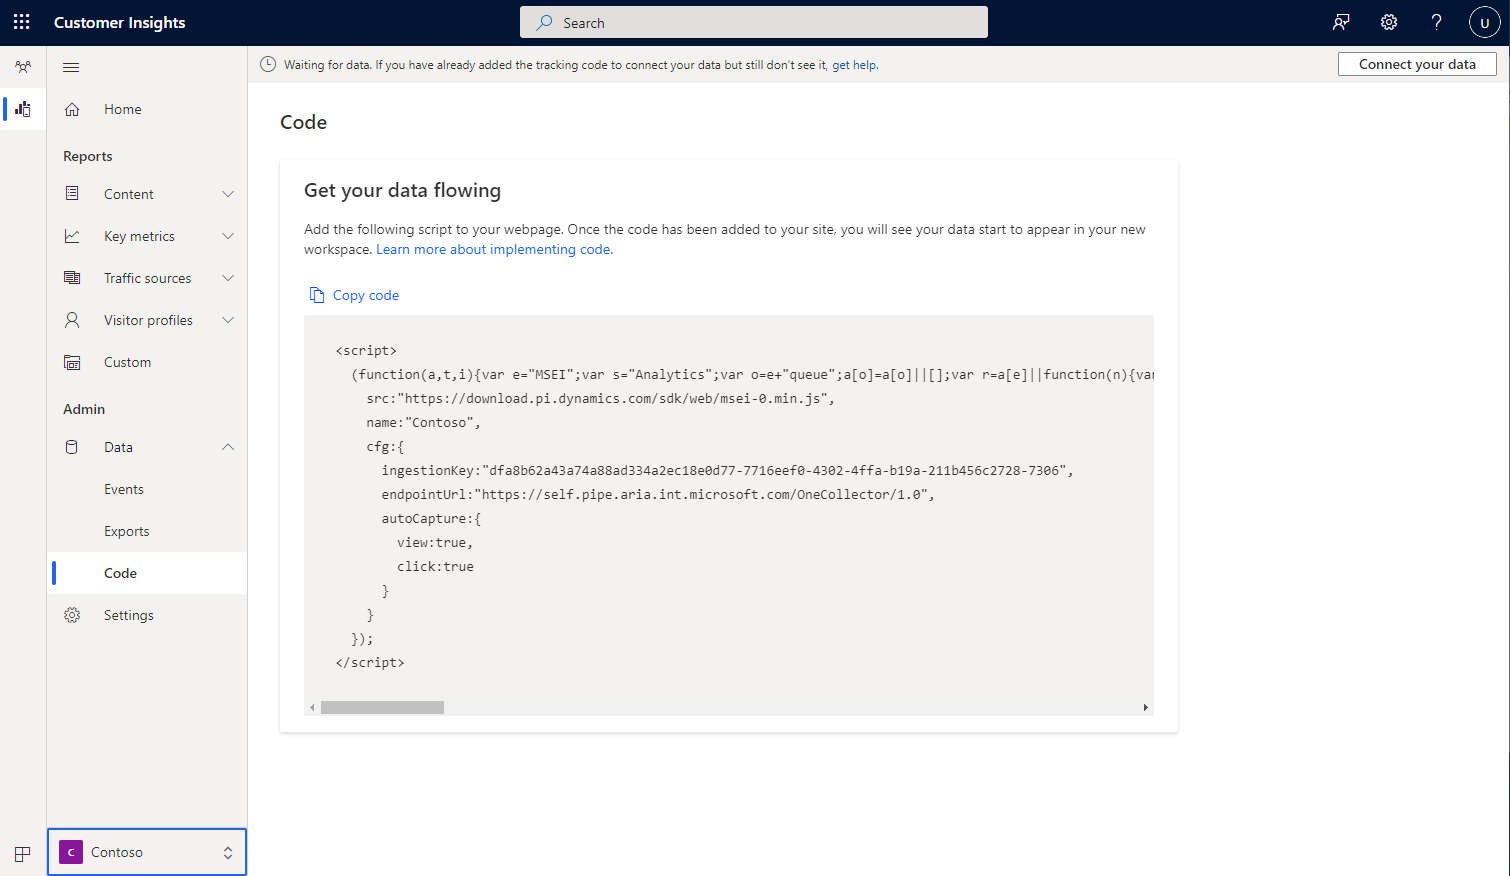 Customer Insights
Search
?
U
Waiting for data. If you have already added the tracking code to connect your data but still don't see it, get help.
Connect your data
Home
Reports
Content
Key metrics
Traffic sources
Visitor profiles
Custom
Admin
Data
Events
Exports
Code
Settings
C
Contoso
Code
Get your data flowing
Add the following script to your webpage. Once the code has been added to your site, you will see your data start to appear in your new
workspace. Learn more about implementing code.
Copy code
<script>
(function(a,t,i){var e="MSEI";var s="Analytics";var o=e+"queue";a[o]=a[o]||[];var r=a[e]||function(n){var
src:"https://download.pi.dynamics.com/sdk/web/msei-0.min.js",
name:"Contoso",
cfg:{
ingestionKey:"dfa8b62a43a74a88ad334a2ec18e0d77-7716eef0-4302-4ffa-b19a-211b456c2728-7306",
endpointUrl:"https://self.pipe.aria.int.microsoft.com/OneCollector/1.0",
autoCapture:{
view:true,
click:true
}
}
});
</script>